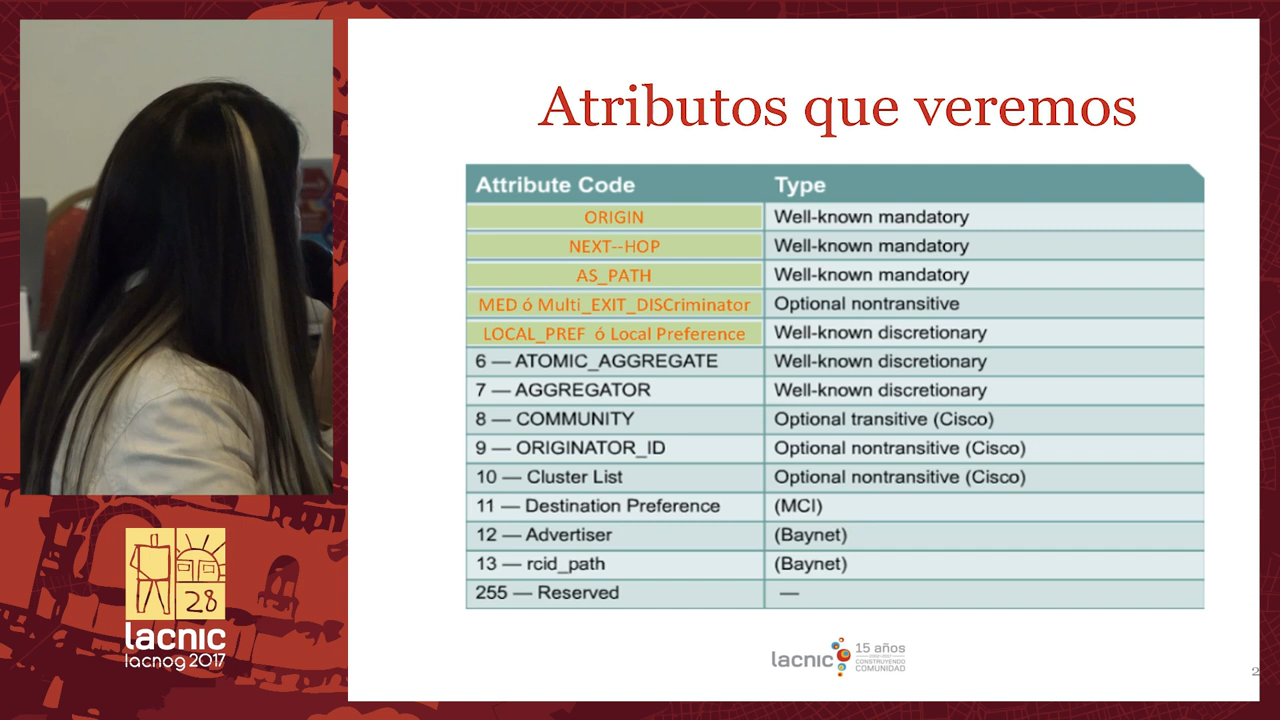 Atributos que veremos
Attribute Code Type
ORIGIN Well-known mandatory
NEXT--HOP Well-known mandatory
AS_PATH Well-known mandatory
MED ó Multi_EXIT_DISCriminator Optional nontransitive
LOCAL_PREF ó Local Preference Well-known discretionary
6 — ATOMIC_AGGREGATE Well-known discretionary
7 — AGGREGATOR Well-known discretionary
8 — COMMUNITY Optional transitive (Cisco)
9 — ORIGINATOR_ID Optional nontransitive (Cisco)
10 — Cluster List Optional nontransitive (Cisco)
11 — Destination Preference (MCI)
12 — Advertiser (Baynet)
13 — rcid_path (Baynet)
255 — Reserved —
28
lacnic
lacnog 2017
lacnic 15 años
CONSTRUYENDO
COMUNIDAD
2